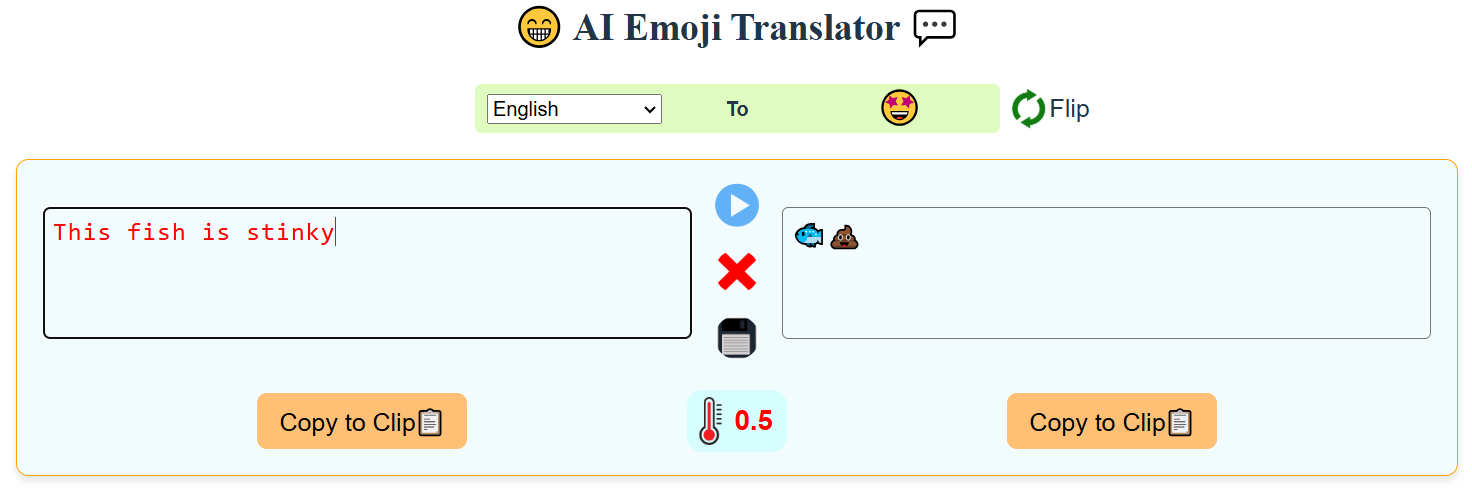 😁 AI Emoji Translator 💬
English To 🤩 Flip
This fish is stinky
🐟💩
Copy to Clip📋 🌡️ 0.5 Copy to Clip📋